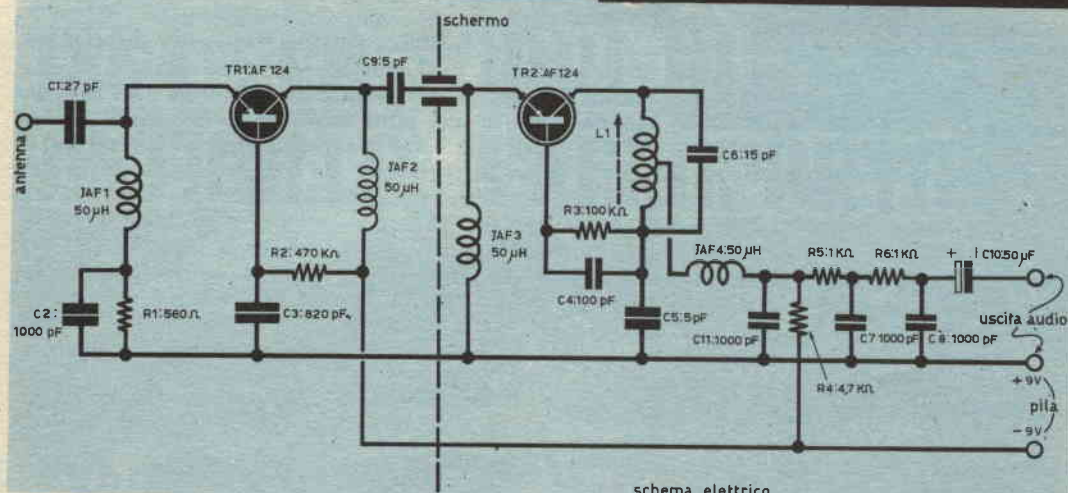 schermo
C1:27 pF
TR1:AF 124
C9:5 pF
TR2:AF 124
antenna
JAF1
50 µH
JAF2
50 µH
L1
C6:15 pF
JAF3
50 µH
R3:100 KΩ
R2:470 KΩ
C4:100 pF
JAF4:50 µH
R5:1 KΩ
R6:1 KΩ
+
C10:50 µF
C2:
1000 pF
R1:560 Ω
C3:820 pF
C5:5 pF
C11:1000 pF
C7:1000 pF
C8:1000 pF
uscita audio
R4:4,7 KΩ
+9V
pila
-9V
schema elettrico